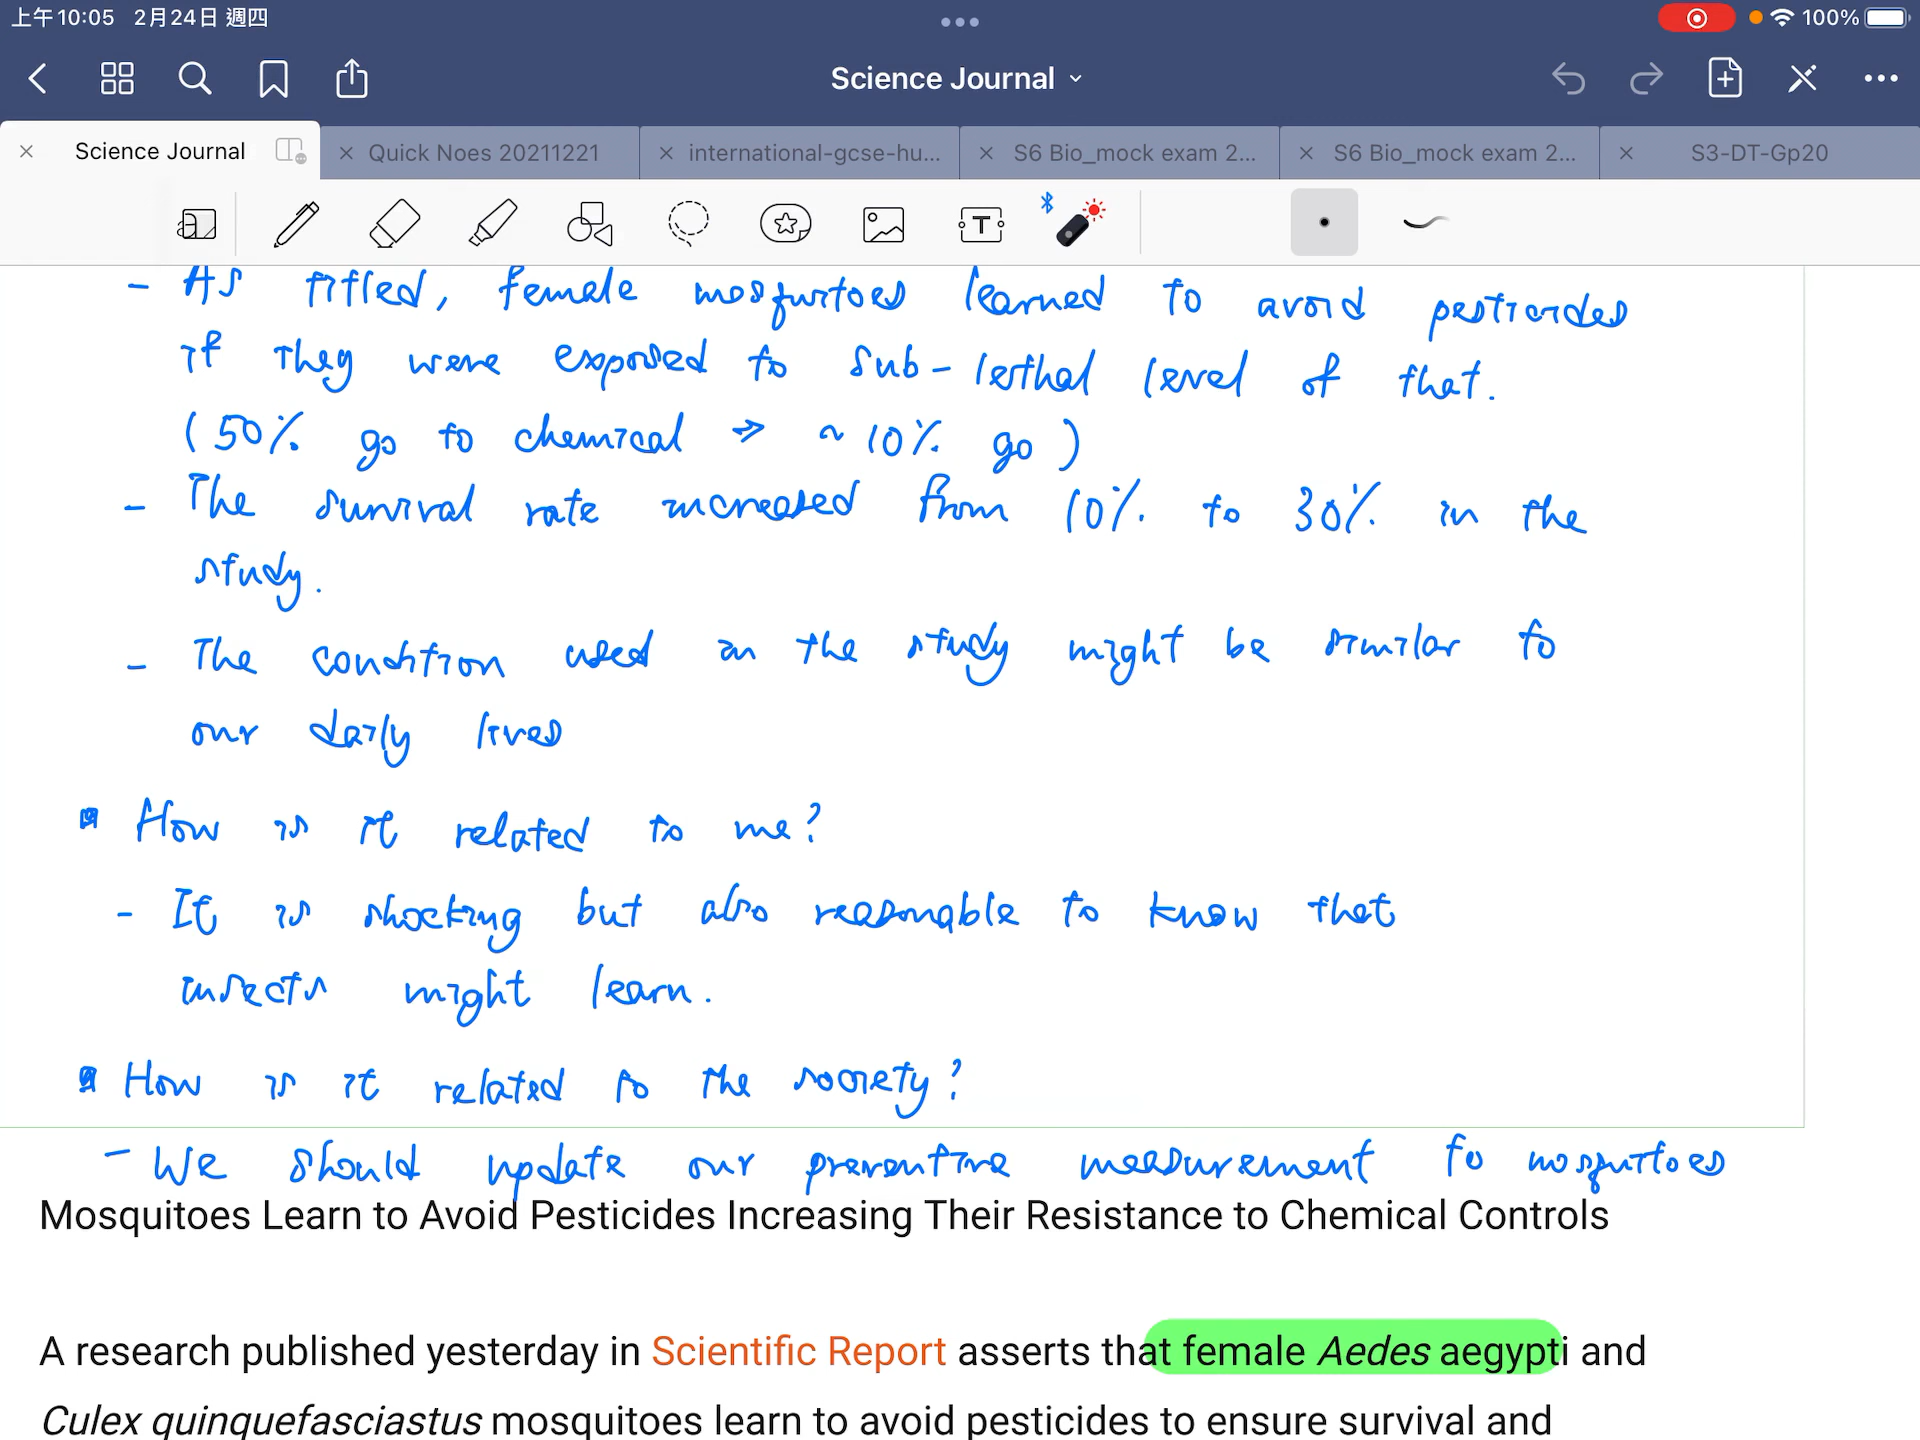 上午10:05 2月24日 週四
100%
Science Journal
Science Journal
Quick Noes 20211221
international-gcse-hu...
S6 Bio_mock exam 2...
S6 Bio_mock exam 2...
S3-DT-Gp20
- As titled, female mosquitoes learned to avoid pesticides
if they were exposed to sub-lethal level of that.
(50% go to chemical → ~10% go)
- The survival rate increased from 10% to 30% in the
study.
- The condition used in the study might be similar to
our daily lives
How is it related to me?
- It is shocking but also reasonable to know that
insects might learn.
How is it related to the society?
- We should update our preventive measurement to mosquitoes
Mosquitoes Learn to Avoid Pesticides Increasing Their Resistance to Chemical Controls
A research published yesterday in Scientific Report asserts that female Aedes aegypti and
Culex quinquefasciastus mosquitoes learn to avoid pesticides to ensure survival and